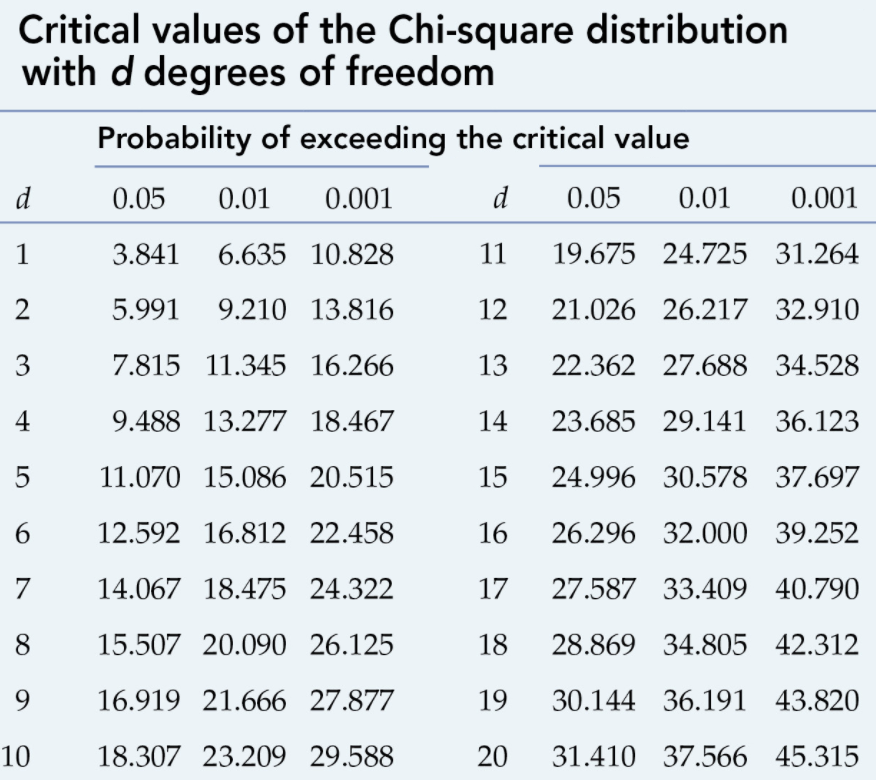 Critical values of the Chi-square distribution
with d degrees of freedom
Probability of exceeding the critical value
d 0.05 0.01 0.001 d 0.05 0.01 0.001
1 3.841 6.635 10.828 11 19.675 24.725 31.264
2 5.991 9.210 13.816 12 21.026 26.217 32.910
3 7.815 11.345 16.266 13 22.362 27.688 34.528
4 9.488 13.277 18.467 14 23.685 29.141 36.123
5 11.070 15.086 20.515 15 24.996 30.578 37.697
6 12.592 16.812 22.458 16 26.296 32.000 39.252
7 14.067 18.475 24.322 17 27.587 33.409 40.790
8 15.507 20.090 26.125 18 28.869 34.805 42.312
9 16.919 21.666 27.877 19 30.144 36.191 43.820
10 18.307 23.209 29.588 20 31.410 37.566 45.315